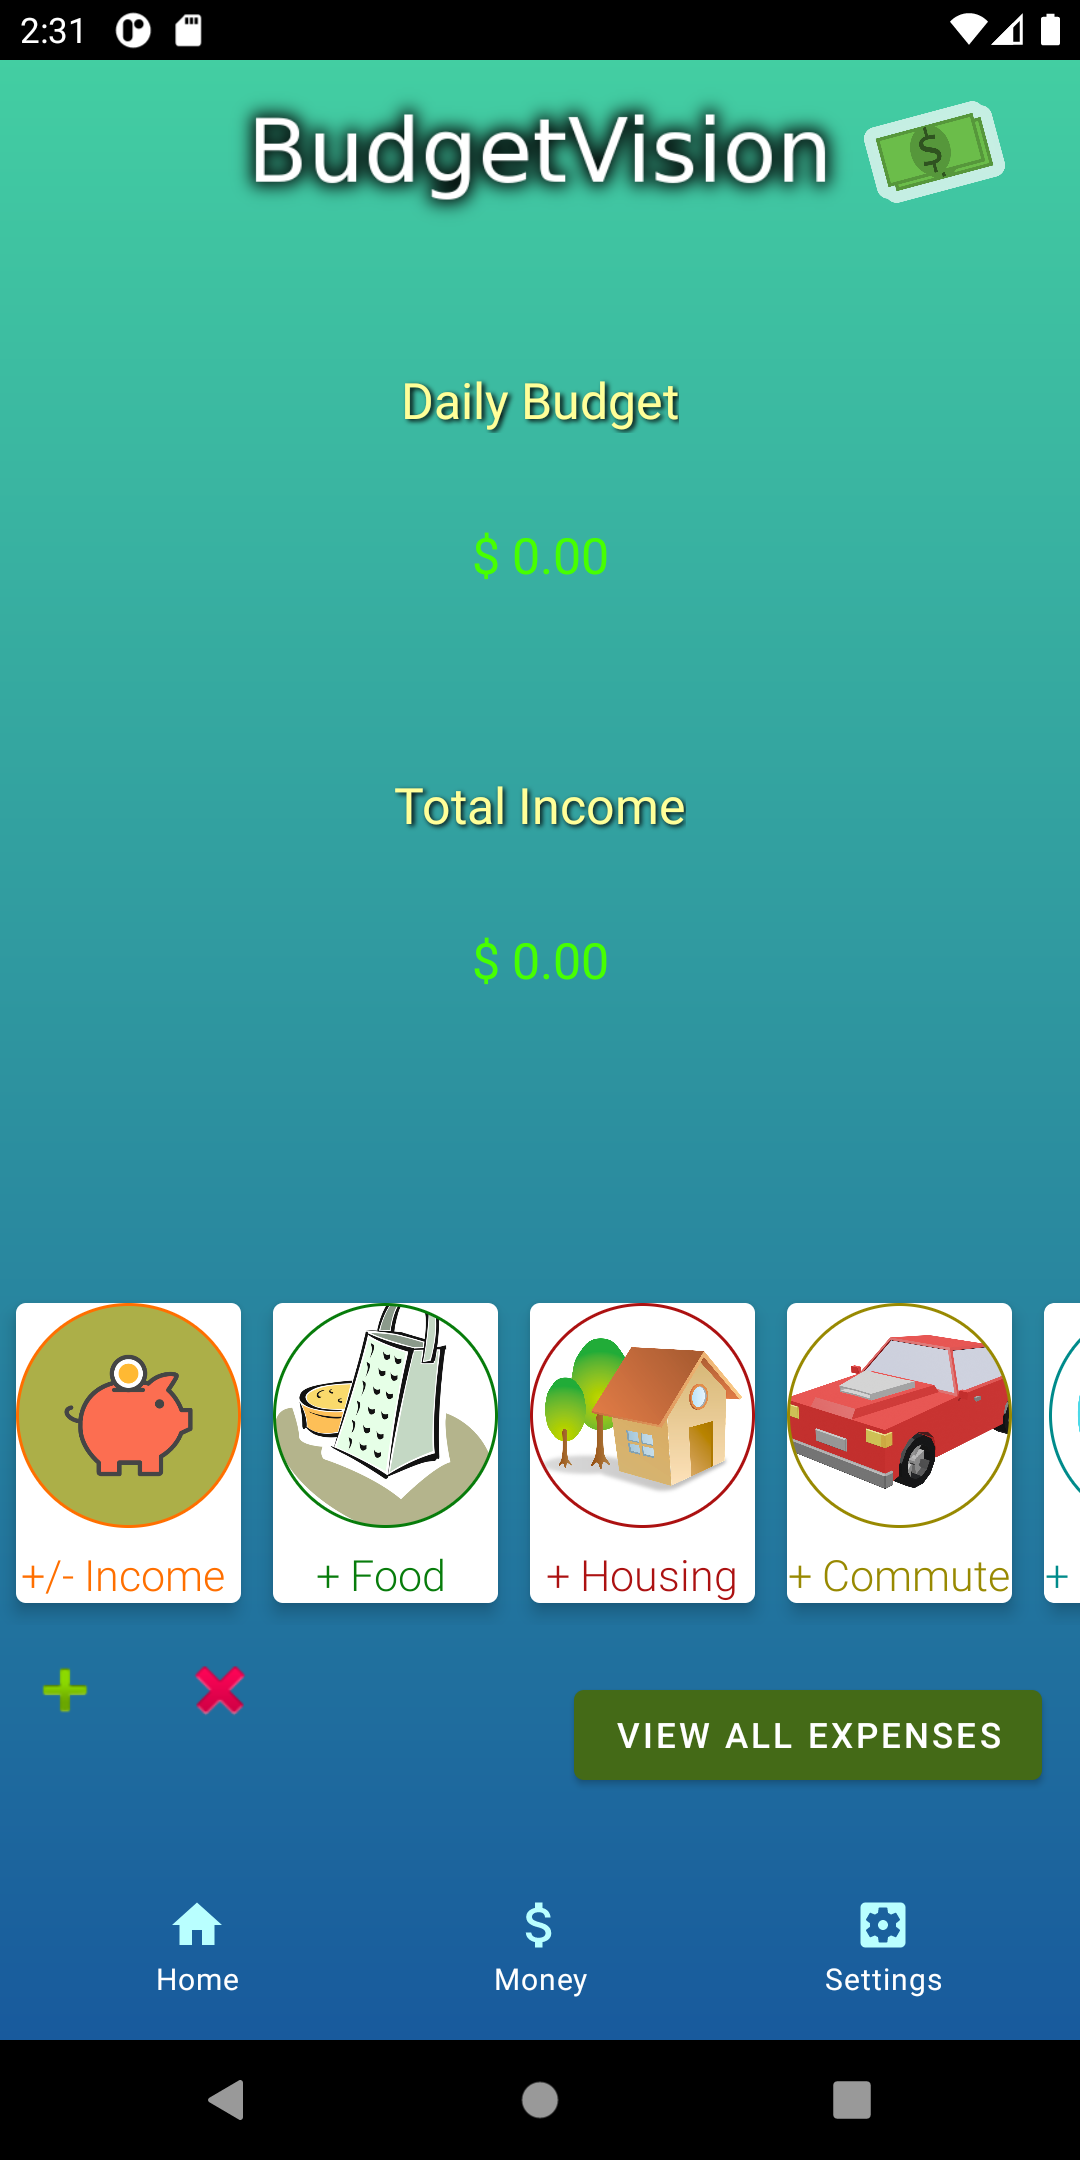 2:31
BudgetVision
Daily Budget
$ 0.00
Total Income
$ 0.00
+/- Income
+ Food
+ Housing
+ Commute
+
VIEW ALL EXPENSES
Home
Money
Settings